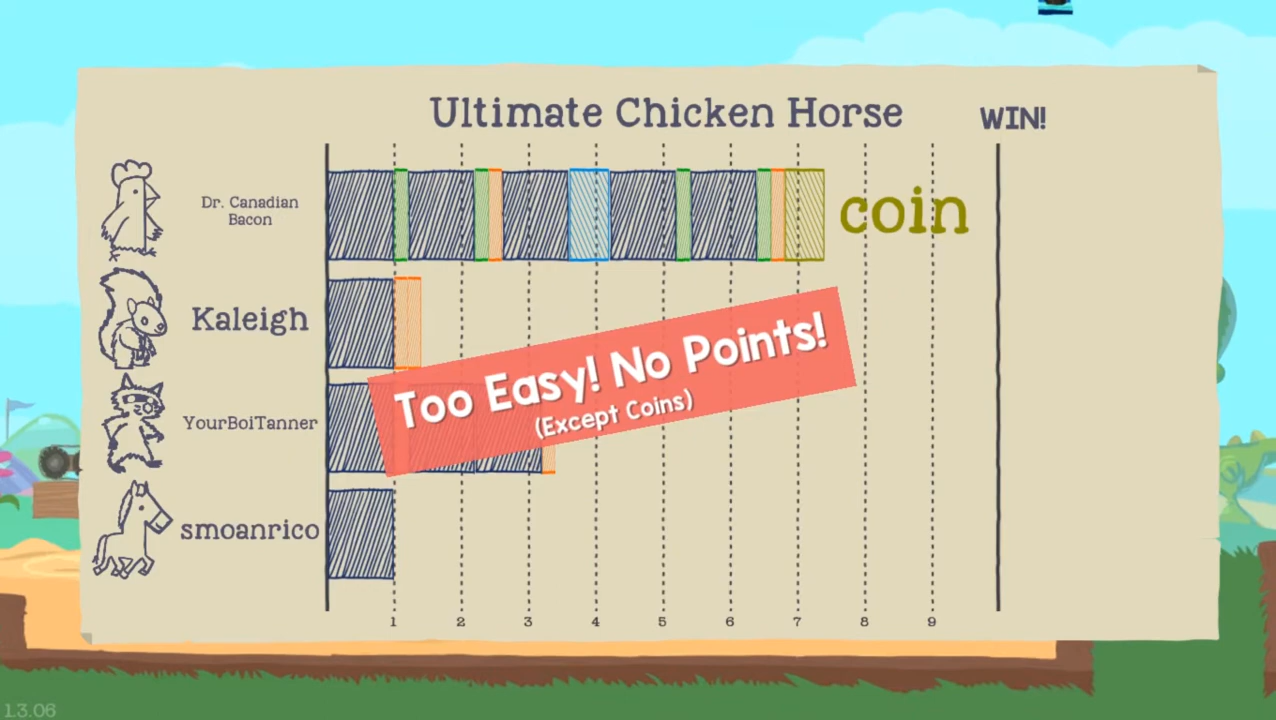 Ultimate Chicken Horse
WIN!
Dr. Canadian
Bacon
coin
Kaleigh
Too Easy! No Points!
(Except Coins)
YourBoiTanner
smoanrico
1 2 3 4 5 6 7 8 9
1.3.06